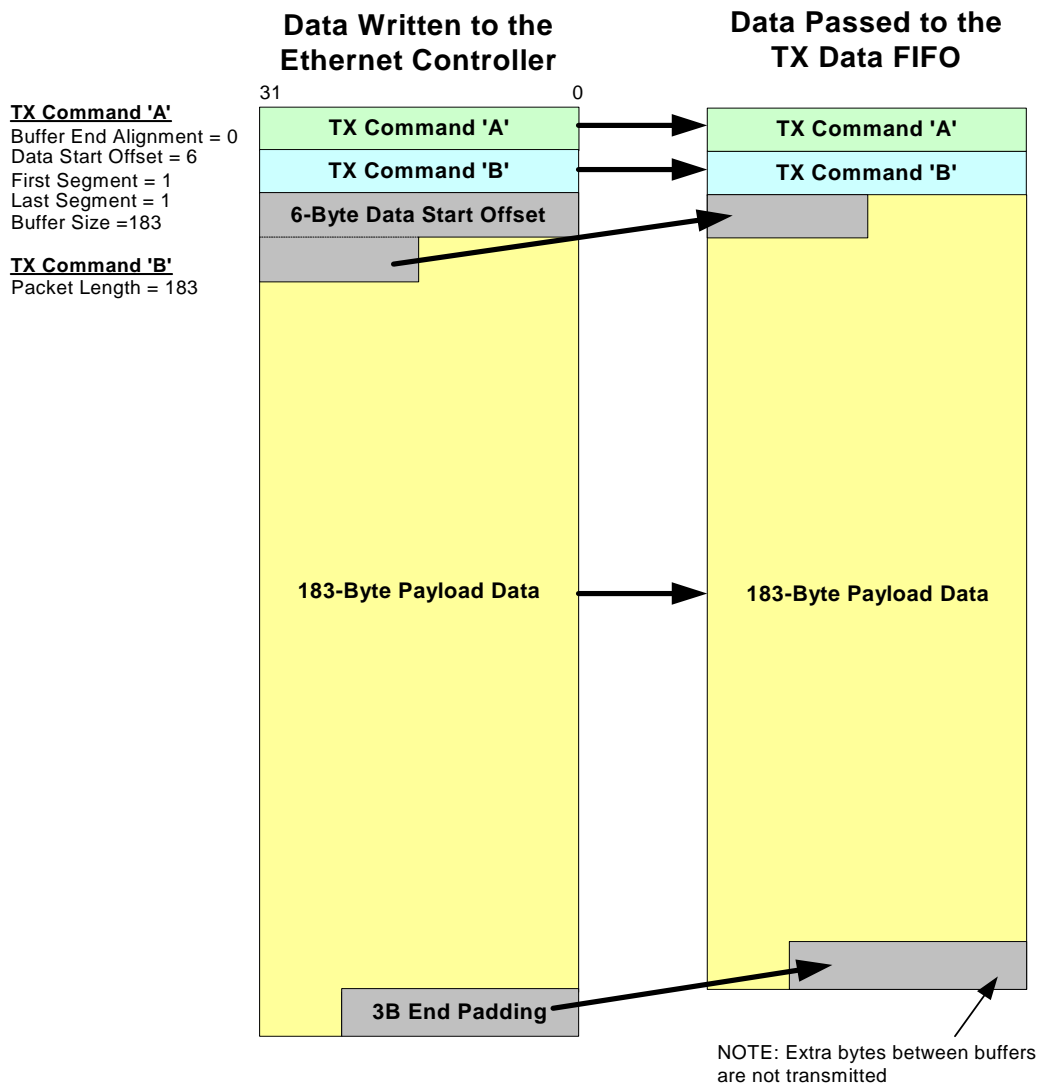 Data Written to the
Ethernet Controller
Data Passed to the
TX Data FIFO
31
0
TX Command 'A'
Buffer End Alignment = 0
Data Start Offset = 6
First Segment = 1
Last Segment = 1
Buffer Size =183
TX Command 'B'
Packet Length = 183
TX Command 'A'
TX Command 'B'
6-Byte Data Start Offset
183-Byte Payload Data
3B End Padding
TX Command 'A'
TX Command 'B'
183-Byte Payload Data
NOTE: Extra bytes between buffers
are not transmitted